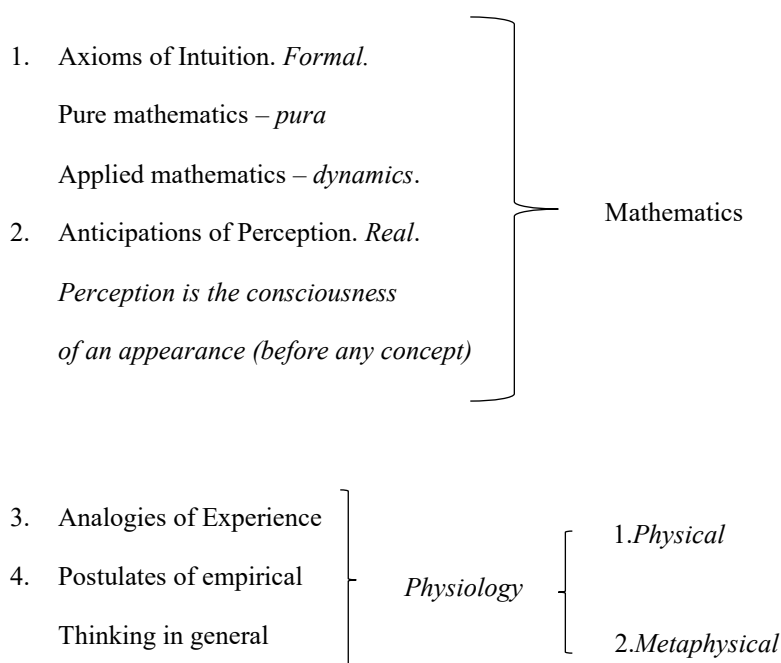 1. Axioms of Intuition. Formal.
Pure mathematics – pura
Applied mathematics – dynamics.
Mathematics
2. Anticipations of Perception. Real.
Perception is the consciousness
of an appearance (before any concept)
3. Analogies of Experience
1.Physical
4. Postulates of empirical
Physiology
Thinking in general
2.Metaphysical